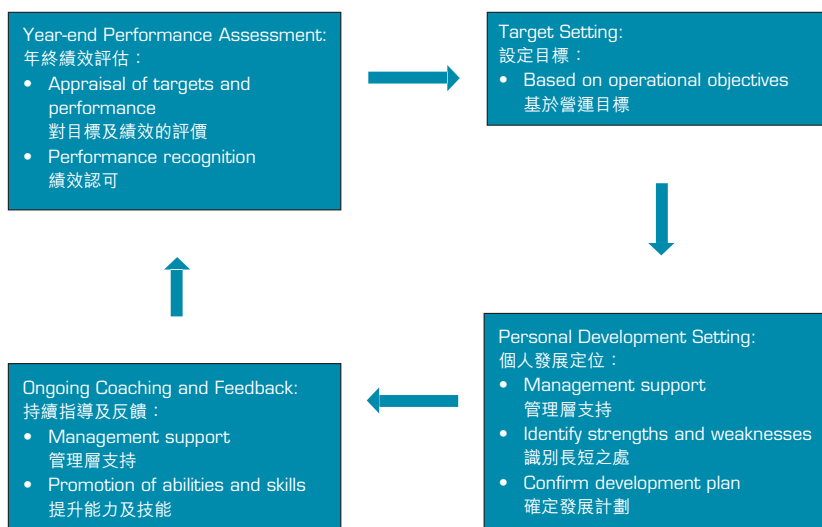 Year-end Performance Assessment:
年終績效評估：
• Appraisal of targets and
performance
對目標及績效的評價
• Performance recognition
績效認可
Target Setting:
設定目標：
• Based on operational objectives
基於營運目標
Personal Development Setting:
個人發展定位：
• Management support
管理層支持
• Identify strengths and weaknesses
識別長短之處
• Confirm development plan
確定發展計劃
Ongoing Coaching and Feedback:
持續指導及反饋：
• Management support
管理層支持
• Promotion of abilities and skills
提升能力及技能